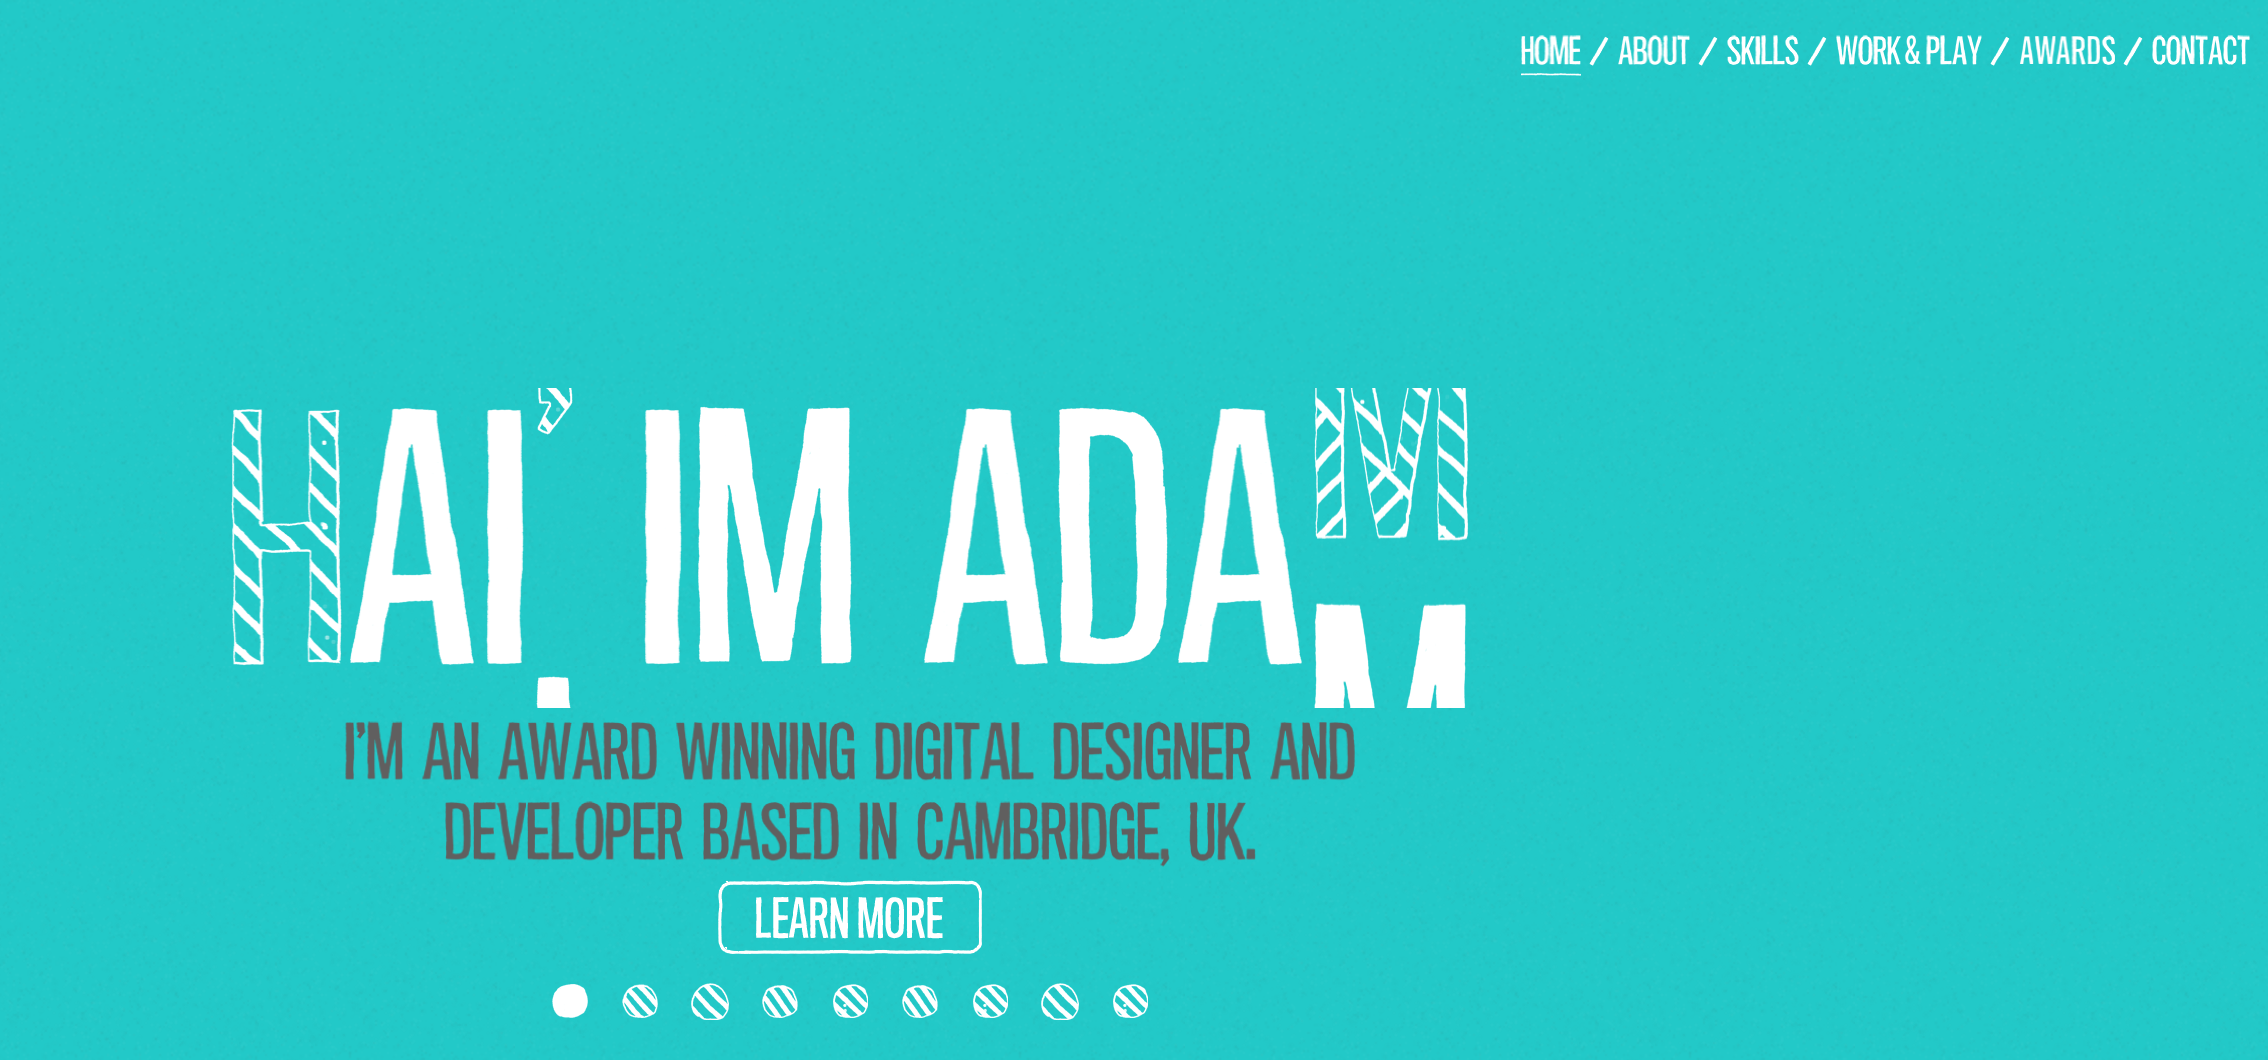 HOME / ABOUT / SKILLS / WORK & PLAY / AWARDS / CONTACT
HAI' IM ADAM
I'M AN AWARD WINNING DIGITAL DESIGNER AND
DEVELOPER BASED IN CAMBRIDGE, UK.
LEARN MORE